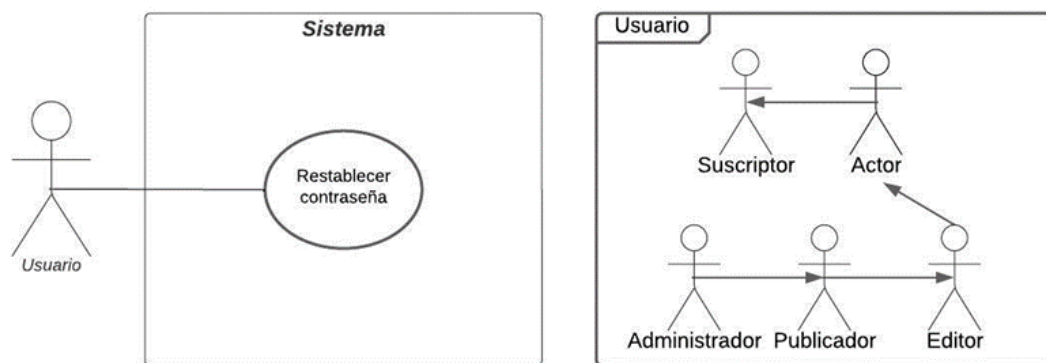 Sistema
Restablecer
contraseña
Usuario
Usuario
Suscriptor
Actor
Administrador
Publicador
Editor